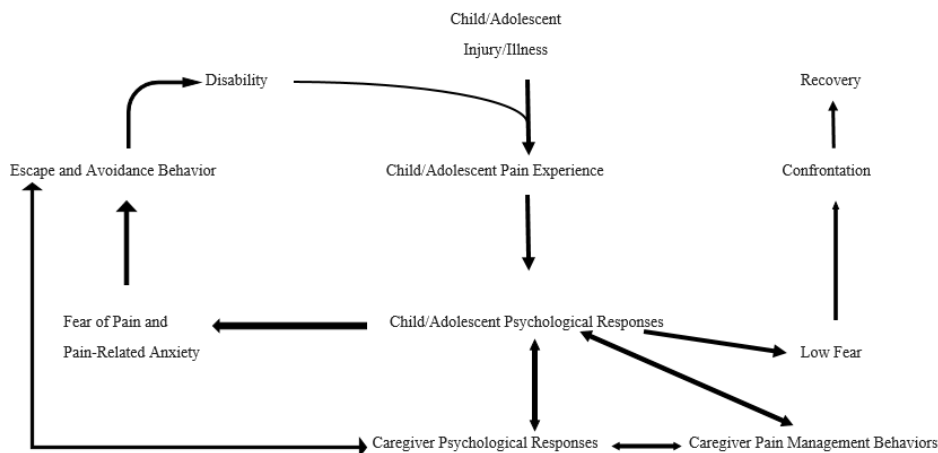 Child/Adolescent
Injury/Illness
Disability
Recovery
Escape and Avoidance Behavior
Child/Adolescent Pain Experience
Confrontation
Fear of Pain and
Pain-Related Anxiety
Child/Adolescent Psychological Responses
Low Fear
Caregiver Psychological Responses
Caregiver Pain Management Behaviors